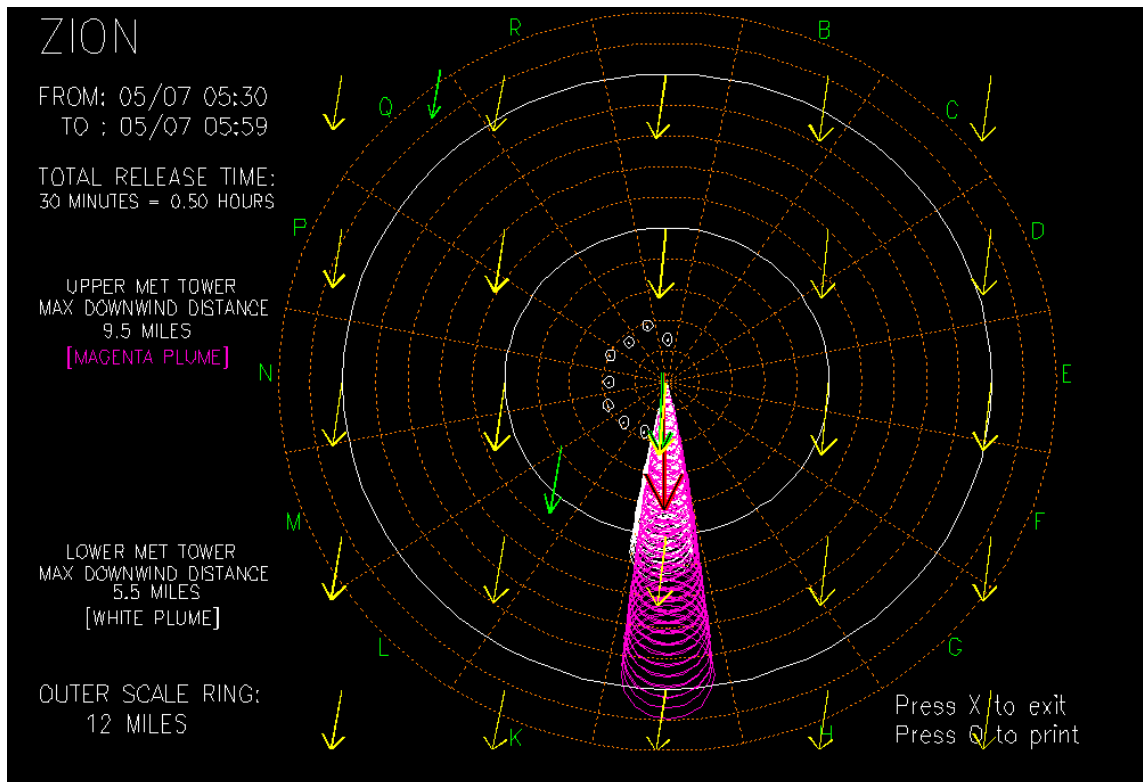 ZION
FROM: 05/07 05:30
TO : 05/07 05:59
TOTAL RELEASE TIME:
30 MINUTES = 0.50 HOURS
UPPER MET TOWER
MAX DOWNWIND DISTANCE
9.5 MILES
[MAGENTA PLUME]
LOWER MET TOWER
MAX DOWNWIND DISTANCE
5.5 MILES
[WHITE PLUME]
OUTER SCALE RING:
12 MILES
R
B
Q
C
P
D
N
E
M
F
L
G
K
H
Press X to exit
Press Q to print